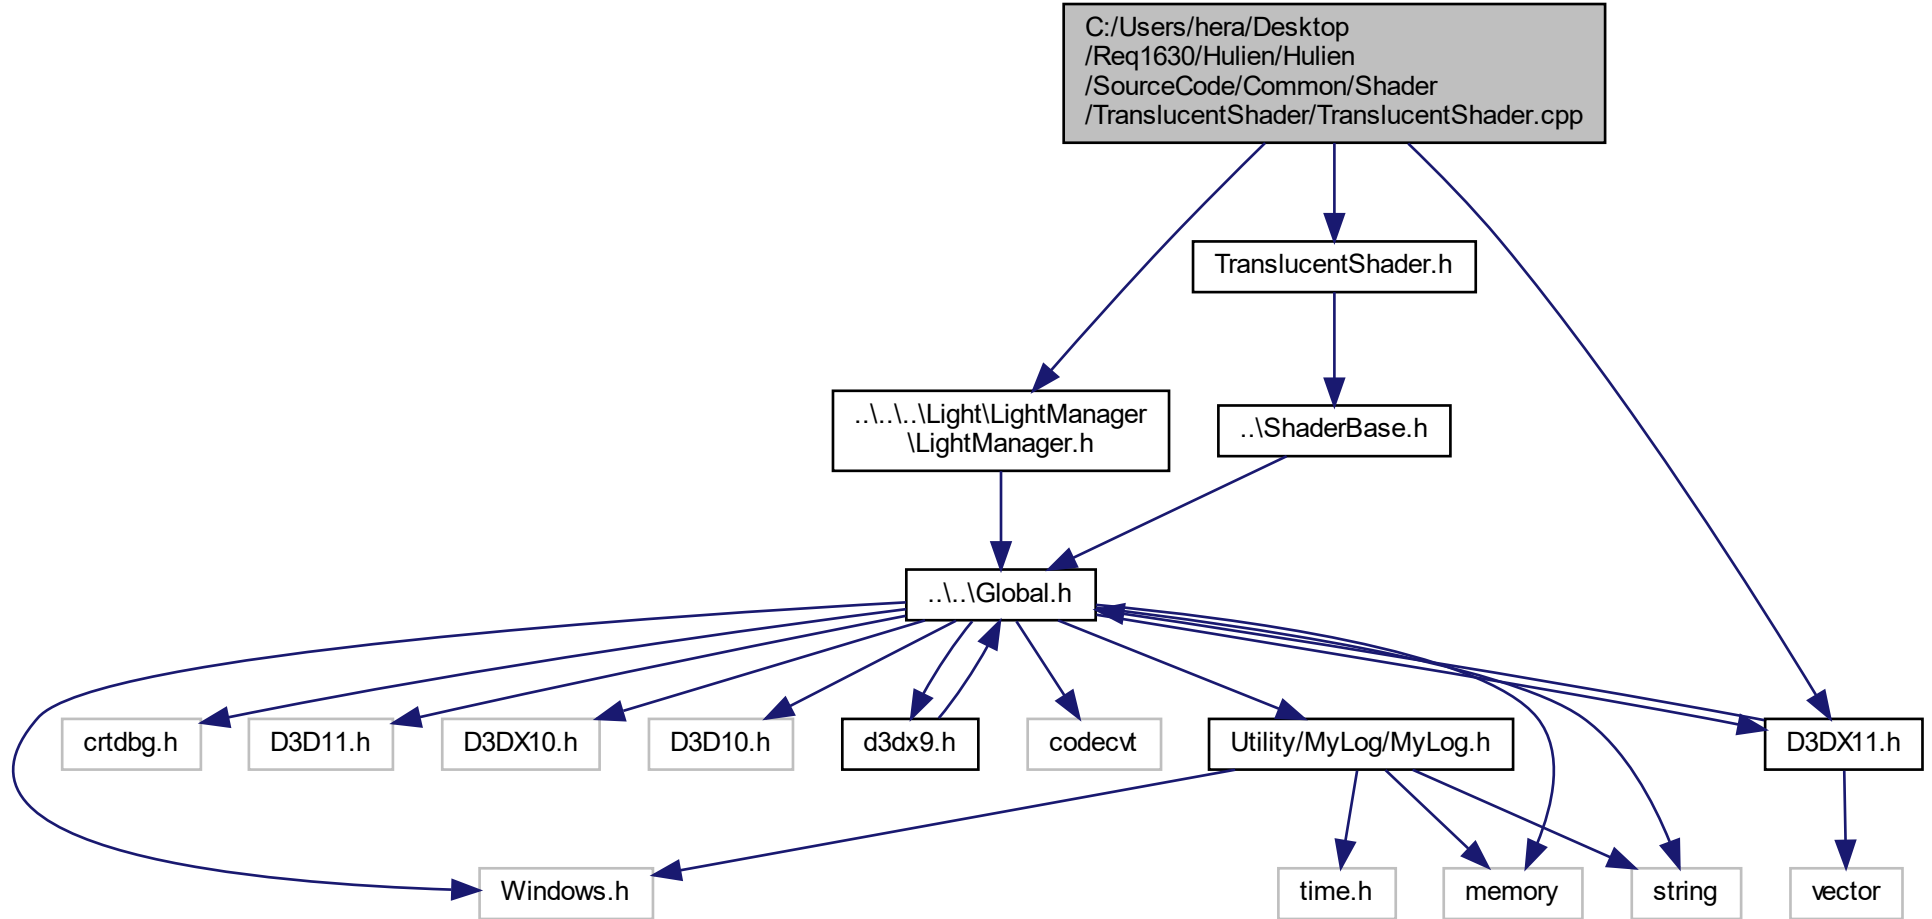 C:/Users/hera/Desktop
/Req1630/Hulien/Hulien
/SourceCode/Common/Shader
/TranslucentShader/TranslucentShader.cpp
TranslucentShader.h
..\..\..\Light\LightManager
\LightManager.h
..\ShaderBase.h
..\..\Global.h
crtdbg.h
D3D11.h
D3DX10.h
D3D10.h
d3dx9.h
codecvt
Utility/MyLog/MyLog.h
D3DX11.h
Windows.h
time.h
memory
string
vector